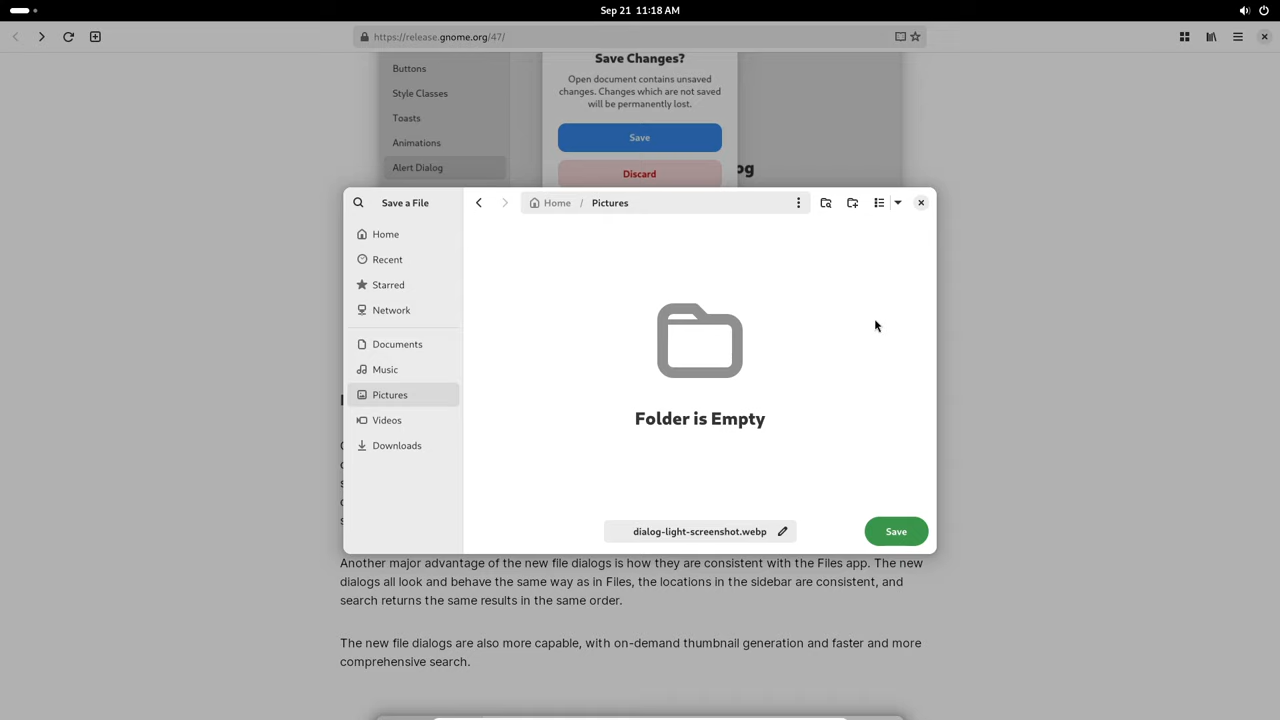 Sep 21 11:18 AM
https://release.gnome.org/47/
Buttons
Style Classes
Toasts
Animations
Alert Dialog
Save Changes?
Open document contains unsaved
changes. Changes which are not saved
will be permanently lost.
Save
Discard
og
Save a File
Home
Recent
Starred
Network
Documents
Music
Pictures
Videos
Downloads
Home / Pictures
Folder is Empty
dialog-light-screenshot.webp
Save
Another major advantage of the new file dialogs is how they are consistent with the Files app. The new
dialogs all look and behave the same way as in Files, the locations in the sidebar are consistent, and
search returns the same results in the same order.
The new file dialogs are also more capable, with on-demand thumbnail generation and faster and more
comprehensive search.